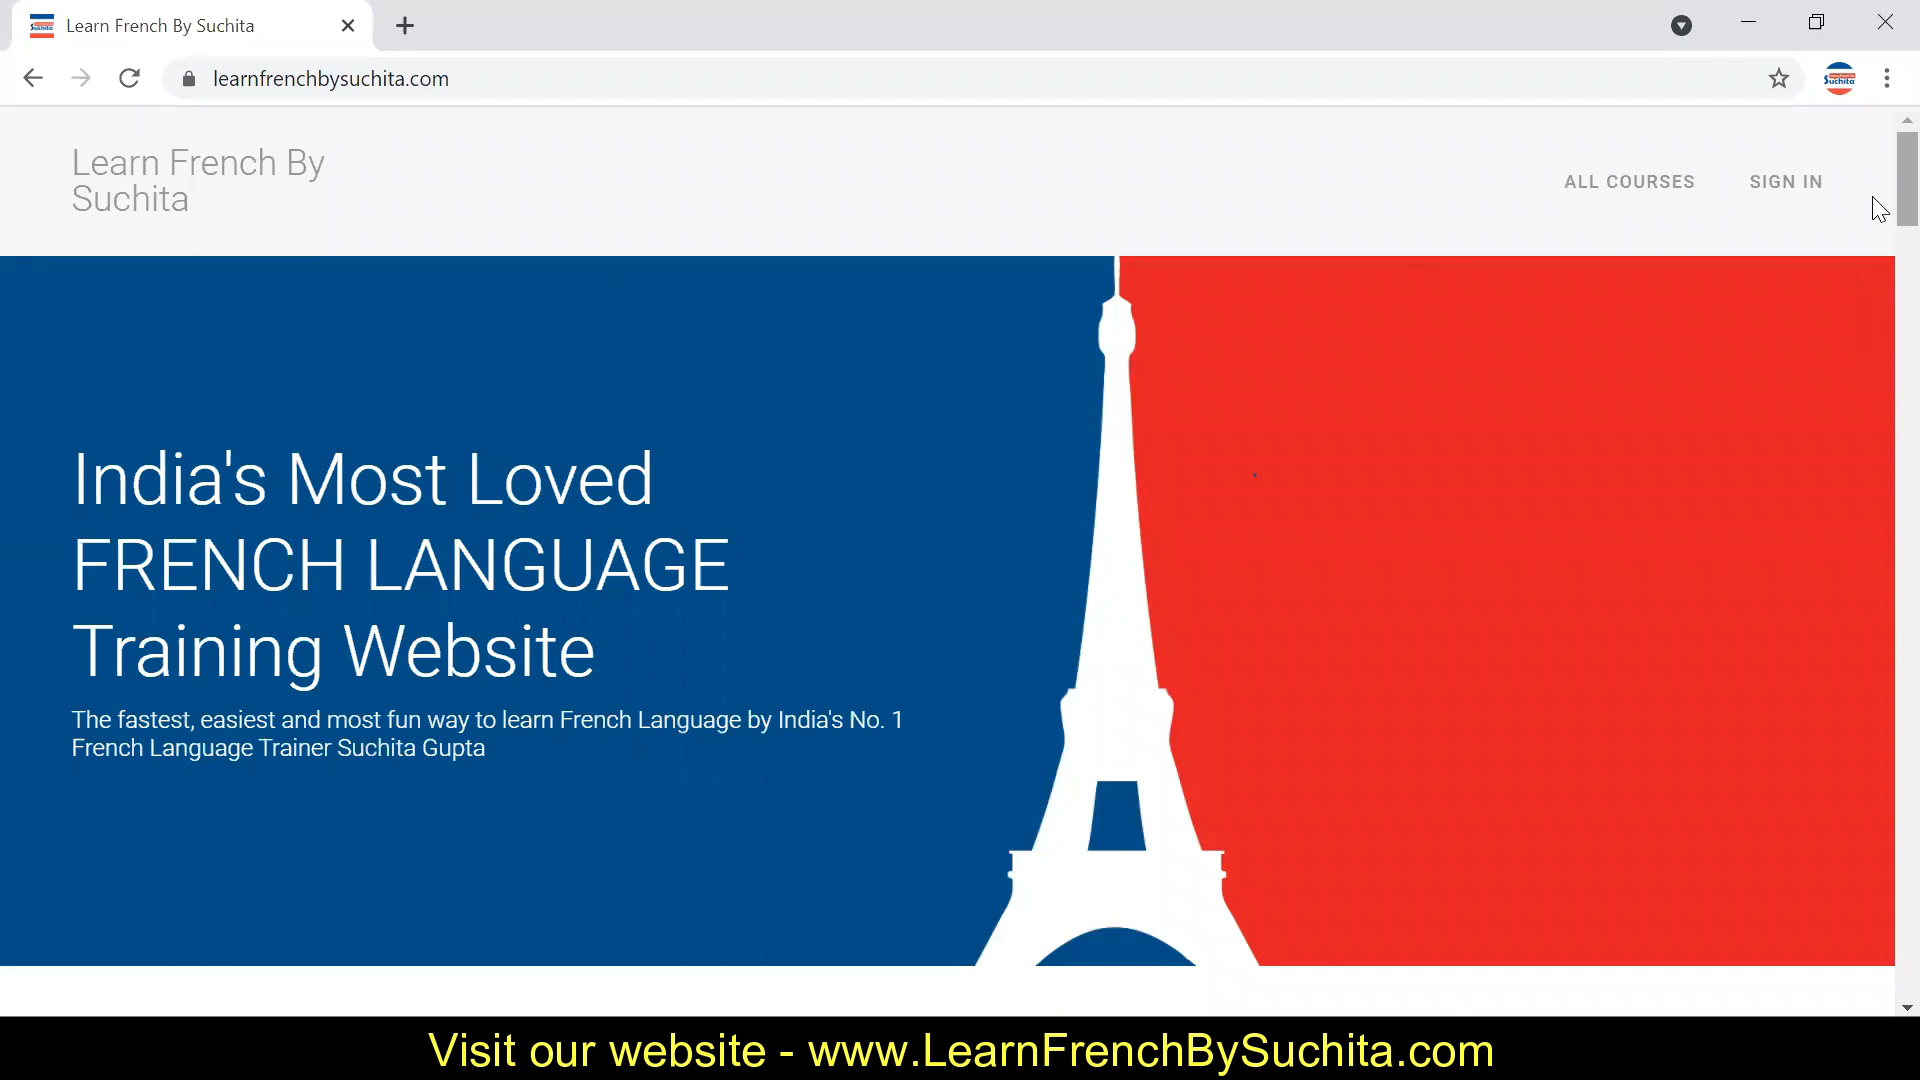 Learn French By Suchita
learnfrenchbysuchita.com
Suchita
Learn French By
Suchita
ALL COURSES
SIGN IN
India's Most Loved
FRENCH LANGUAGE
Training Website
The fastest, easiest and most fun way to learn French Language by India's No. 1
French Language Trainer Suchita Gupta
Visit our website - www.LearnFrenchBySuchita.com